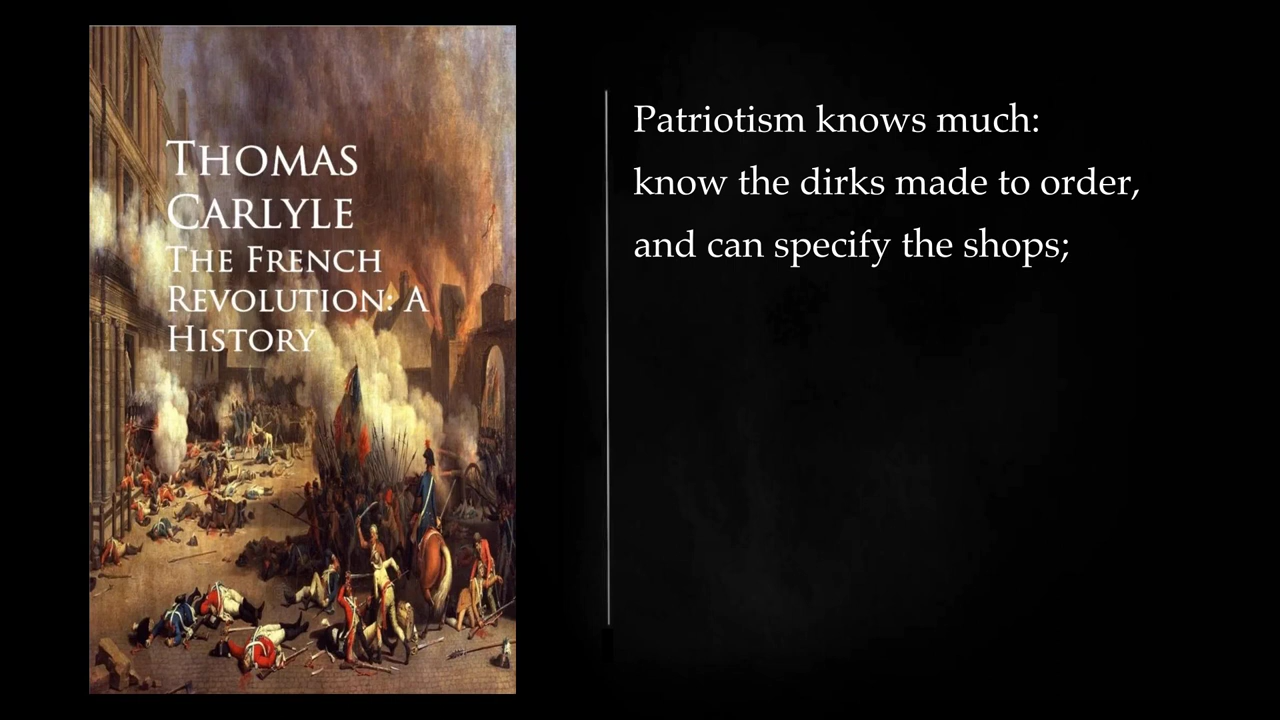 THOMAS
CARLYLE
THE FRENCH
REVOLUTION: A
HISTORY
Patriotism knows much:
know the dirks made to order,
and can specify the shops;